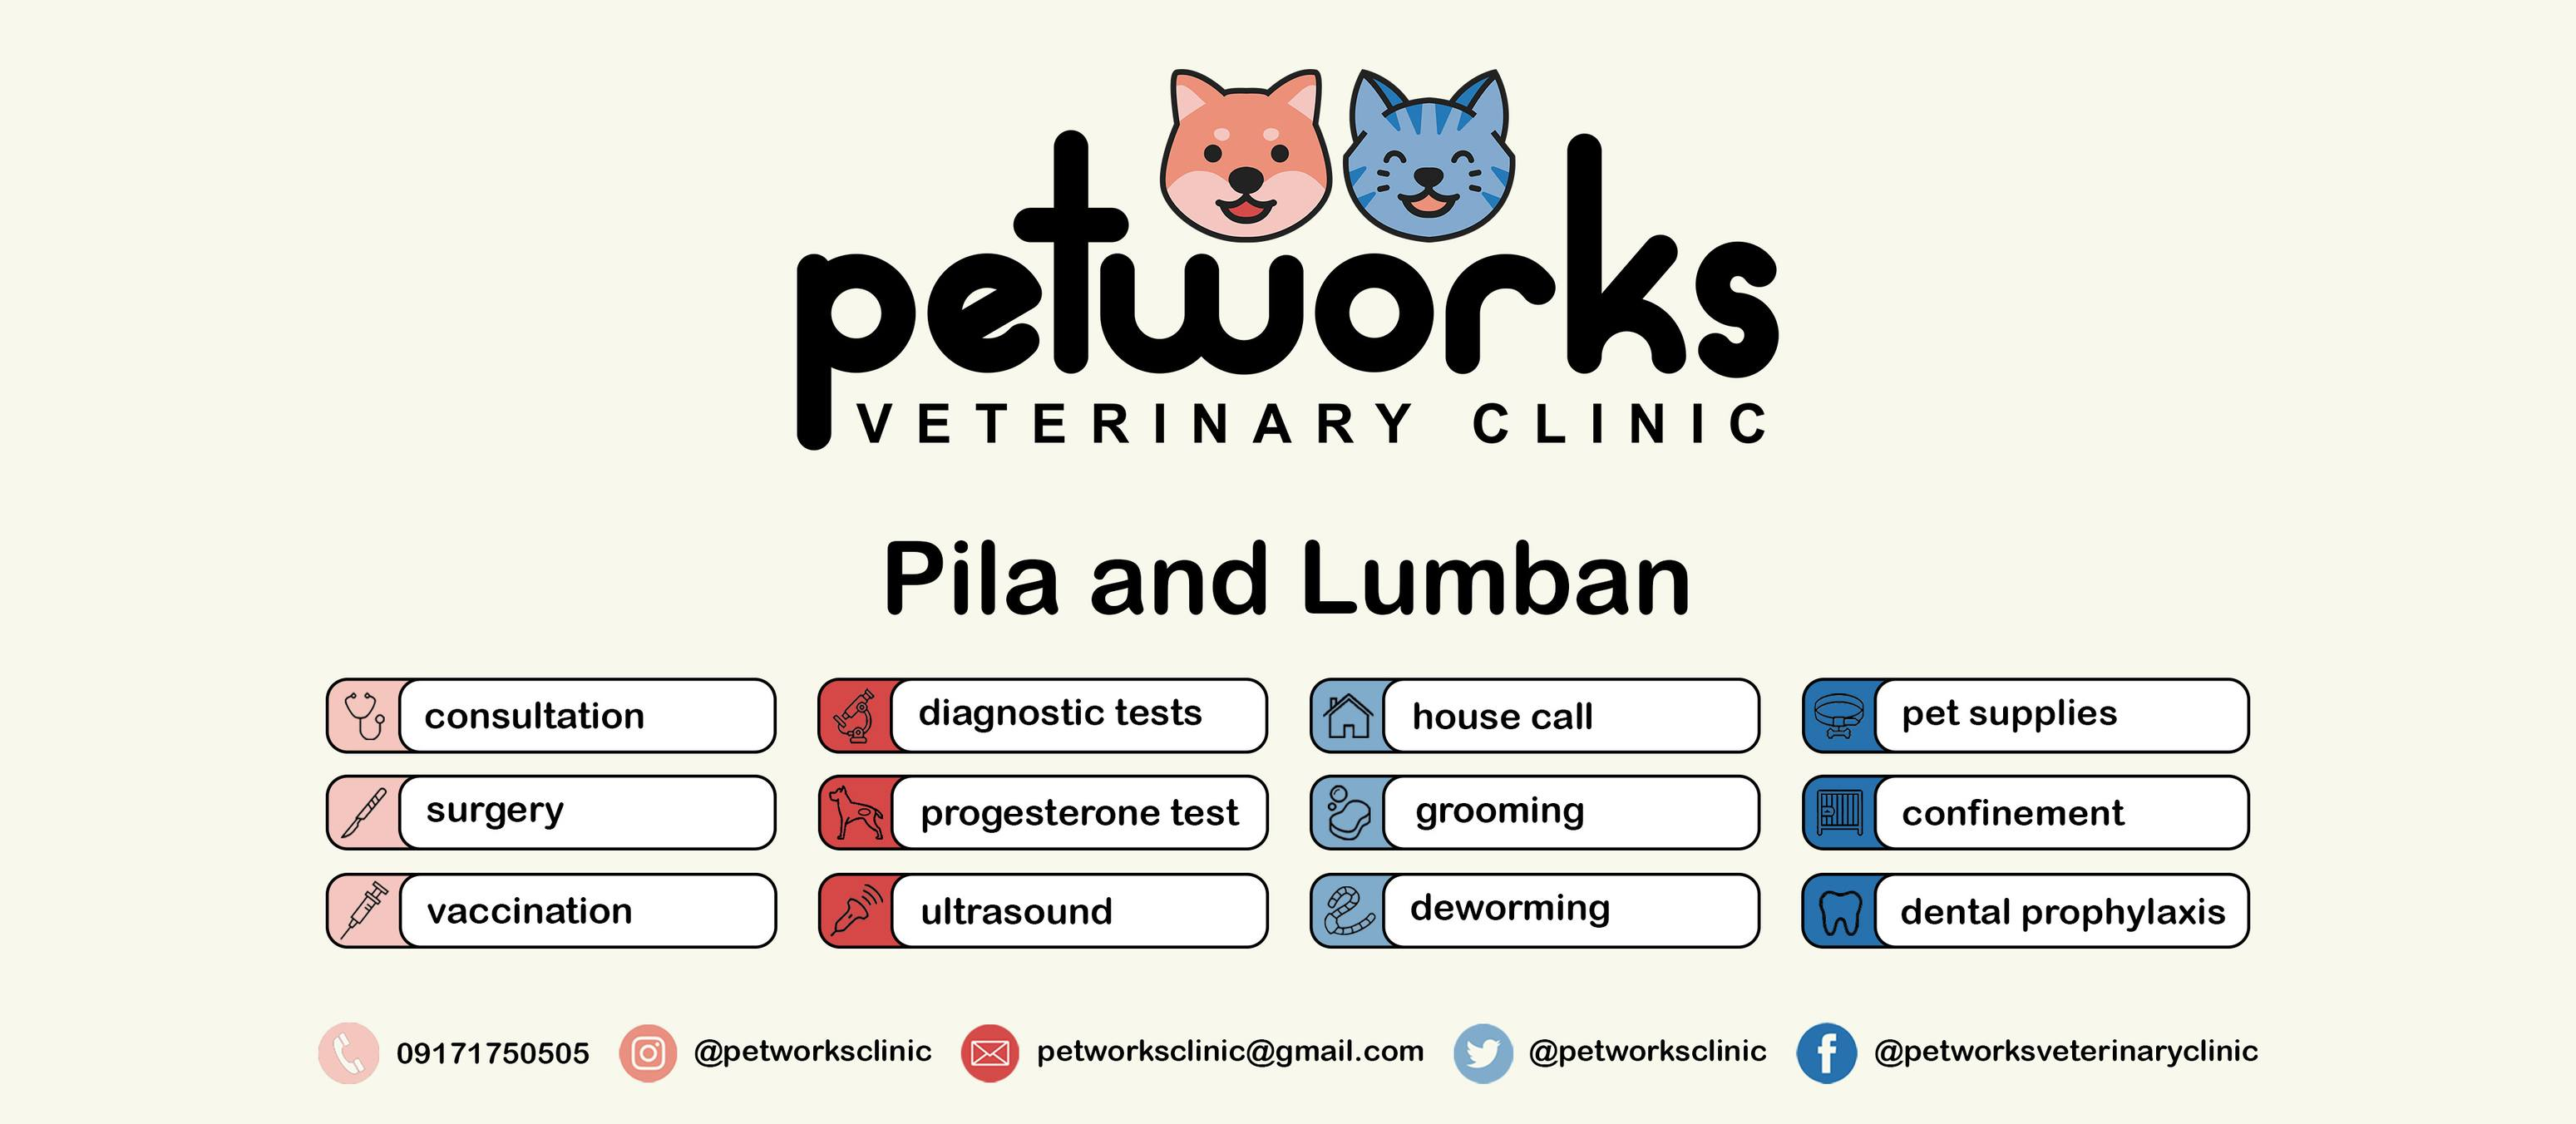 petworks
VETERINARY CLINIC
Pila and Lumban
consultation
diagnostic tests
house call
pet supplies
surgery
progesterone test
grooming
confinement
vaccination
ultrasound
deworming
dental prophylaxis
09171750505
@petworksclinic
petworksclinic@gmail.com
@petworksclinic
@petworksveterinaryclinic